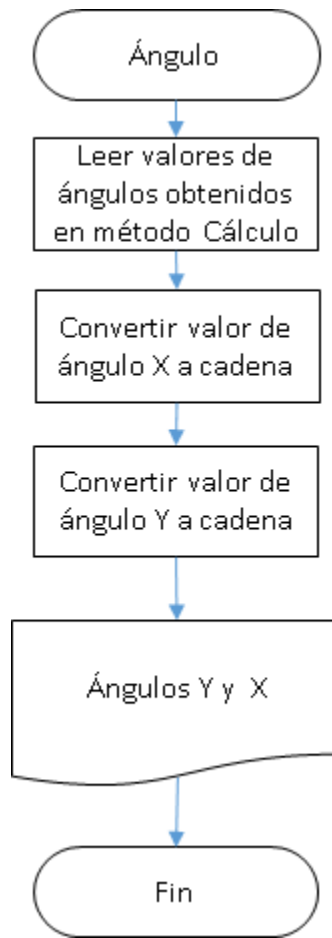 Ángulo
Leer valores de
ángulos obtenidos
en método Cálculo
Convertir valor de
ángulo X a cadena
Convertir valor de
ángulo Y a cadena
Ángulos Y y X
Fin